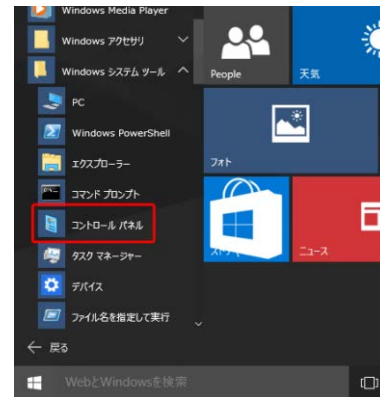 Windows Media Player
Windows アクセサリ
Windows システム ツール
PC
Windows PowerShell
エクスプローラー
コマンド プロンプト
コントロール パネル
タスク マネージャー
デバイス
ファイル名を指定して実行
戻る
WebとWindowsを検索
People
天気
フォト
ニュース